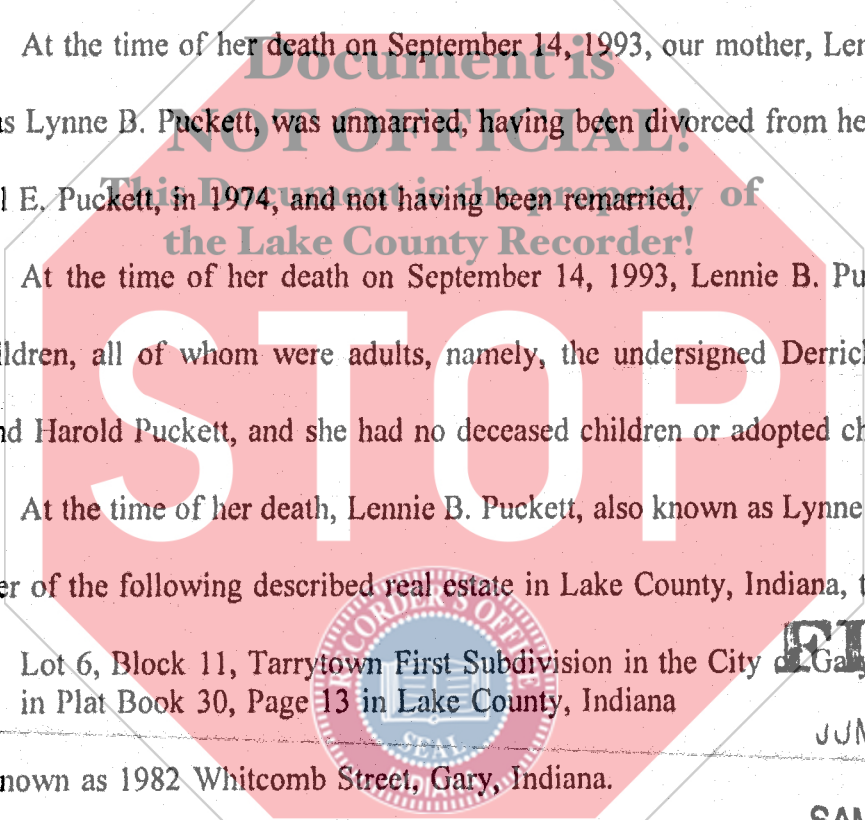 At the time of her death on September 14, 1993, our mother, Len
Document is
s Lynne B. Puckett, was unmarried, having been divorced from he
NOT OFFICIAL!
l E. Puckett, in 1974, and not having been remarried.
This Document is the property of
the Lake County Recorder!
At the time of her death on September 14, 1993, Lennie B. Pu
ildren, all of whom were adults, namely, the undersigned Derric
STOP
nd Harold Puckett, and she had no deceased children or adopted ch
At the time of her death, Lennie B. Puckett, also known as Lynne
er of the following described real estate in Lake County, Indiana, t
RECORDER'S OFFICE
Lot 6, Block 11, Tarrytown First Subdivision in the City of Gary
in Plat Book 30, Page 13 in Lake County, Indiana
SEAL
JUN
nown as 1982 Whitcomb Street, Gary, Indiana.
SAM